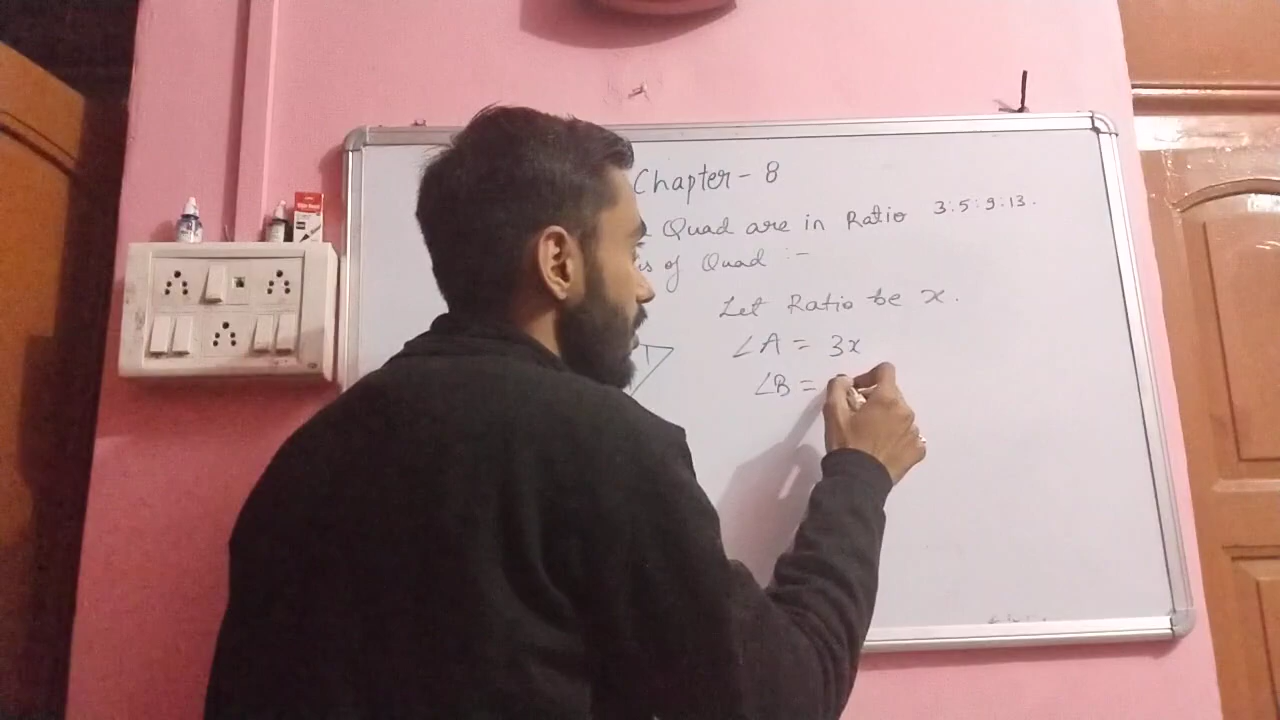 Chapter - 8
Quad are in Ratio 3:5:9:13.
of Quad :-
Let Ratio be x.
∠A = 3x
∠B =